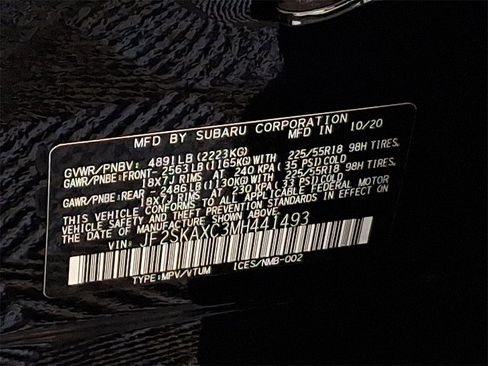 MFD BY SUBARU CORPORATION 10/20
GVWR/PNBV: 4891LB(2223KG)
GAWR/PNBE:FRONT-2563LB(1165KG)WITH 225/55R18 98H TIRES,
18X7J RIMS AT 240 KPA(35 PSI)COLD
GAWR/PNBE:REAR -2486LB(1130KG)WITH 225/55R18 98H TIRES,
18X7J RIMS AT 230 KPA(33 PSI)COLD
THIS VEHICLE CONFORMS TO ALL APPLICABLE FEDERAL MOTOR
VEHICLE SAFETY AND THEFT PREVENTION STANDARDS IN EFFECT ON
THE DATE OF MANUFACTURE SHOWN ABOVE.
VIN: JF2SKAXC3MH441493
TYPE:MPV/VTUM ICES/NMB-002